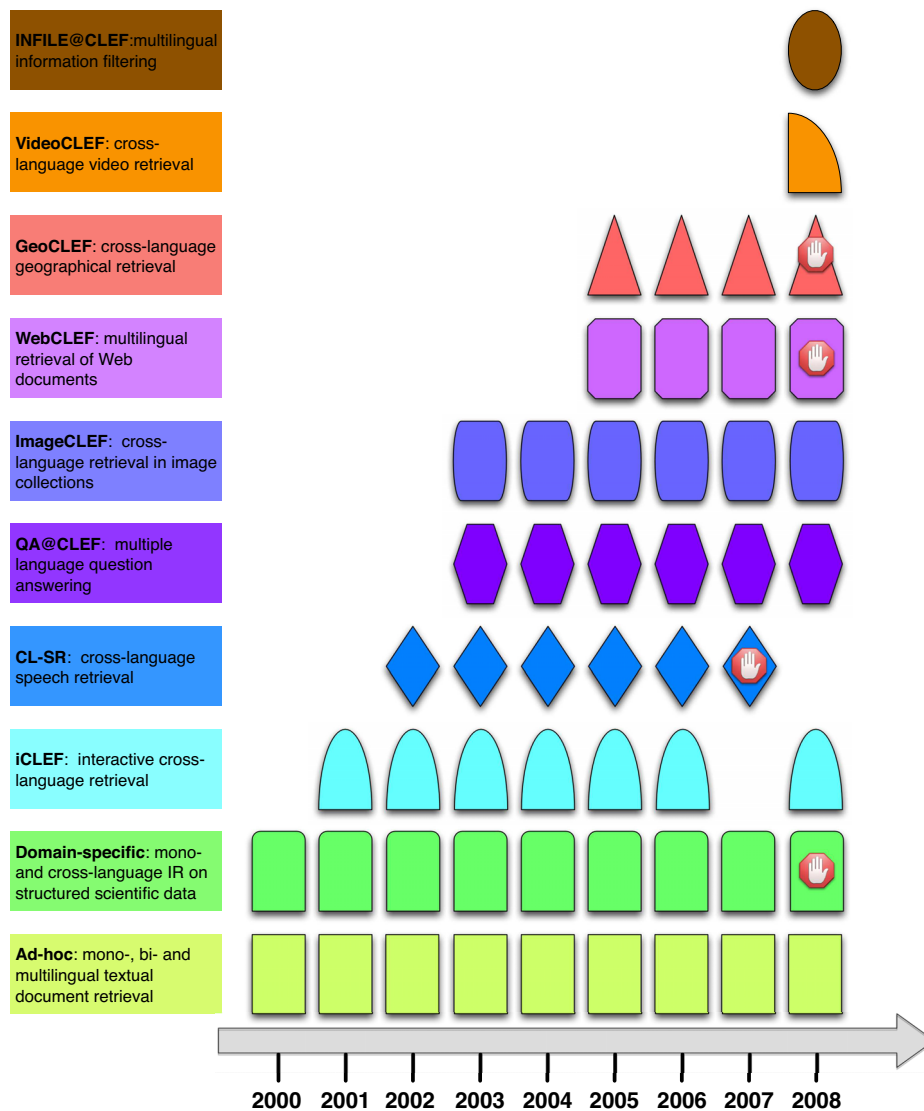 INFILE@CLEF:multilingual
information filtering
VideoCLEF: cross-
language video retrieval
GeoCLEF: cross-language
geographical retrieval
WebCLEF: multilingual
retrieval of Web
documents
ImageCLEF:  cross-
language retrieval in image
collections
QA@CLEF:  multiple
language question
answering
CL-SR:  cross-language
speech retrieval
iCLEF:  interactive cross-
language retrieval
Domain-specific: mono-
and cross-language IR on
structured scientific data
Ad-hoc: mono-, bi- and
multilingual textual
document retrieval
2000 2001 2002 2003 2004 2005 2006 2007 2008